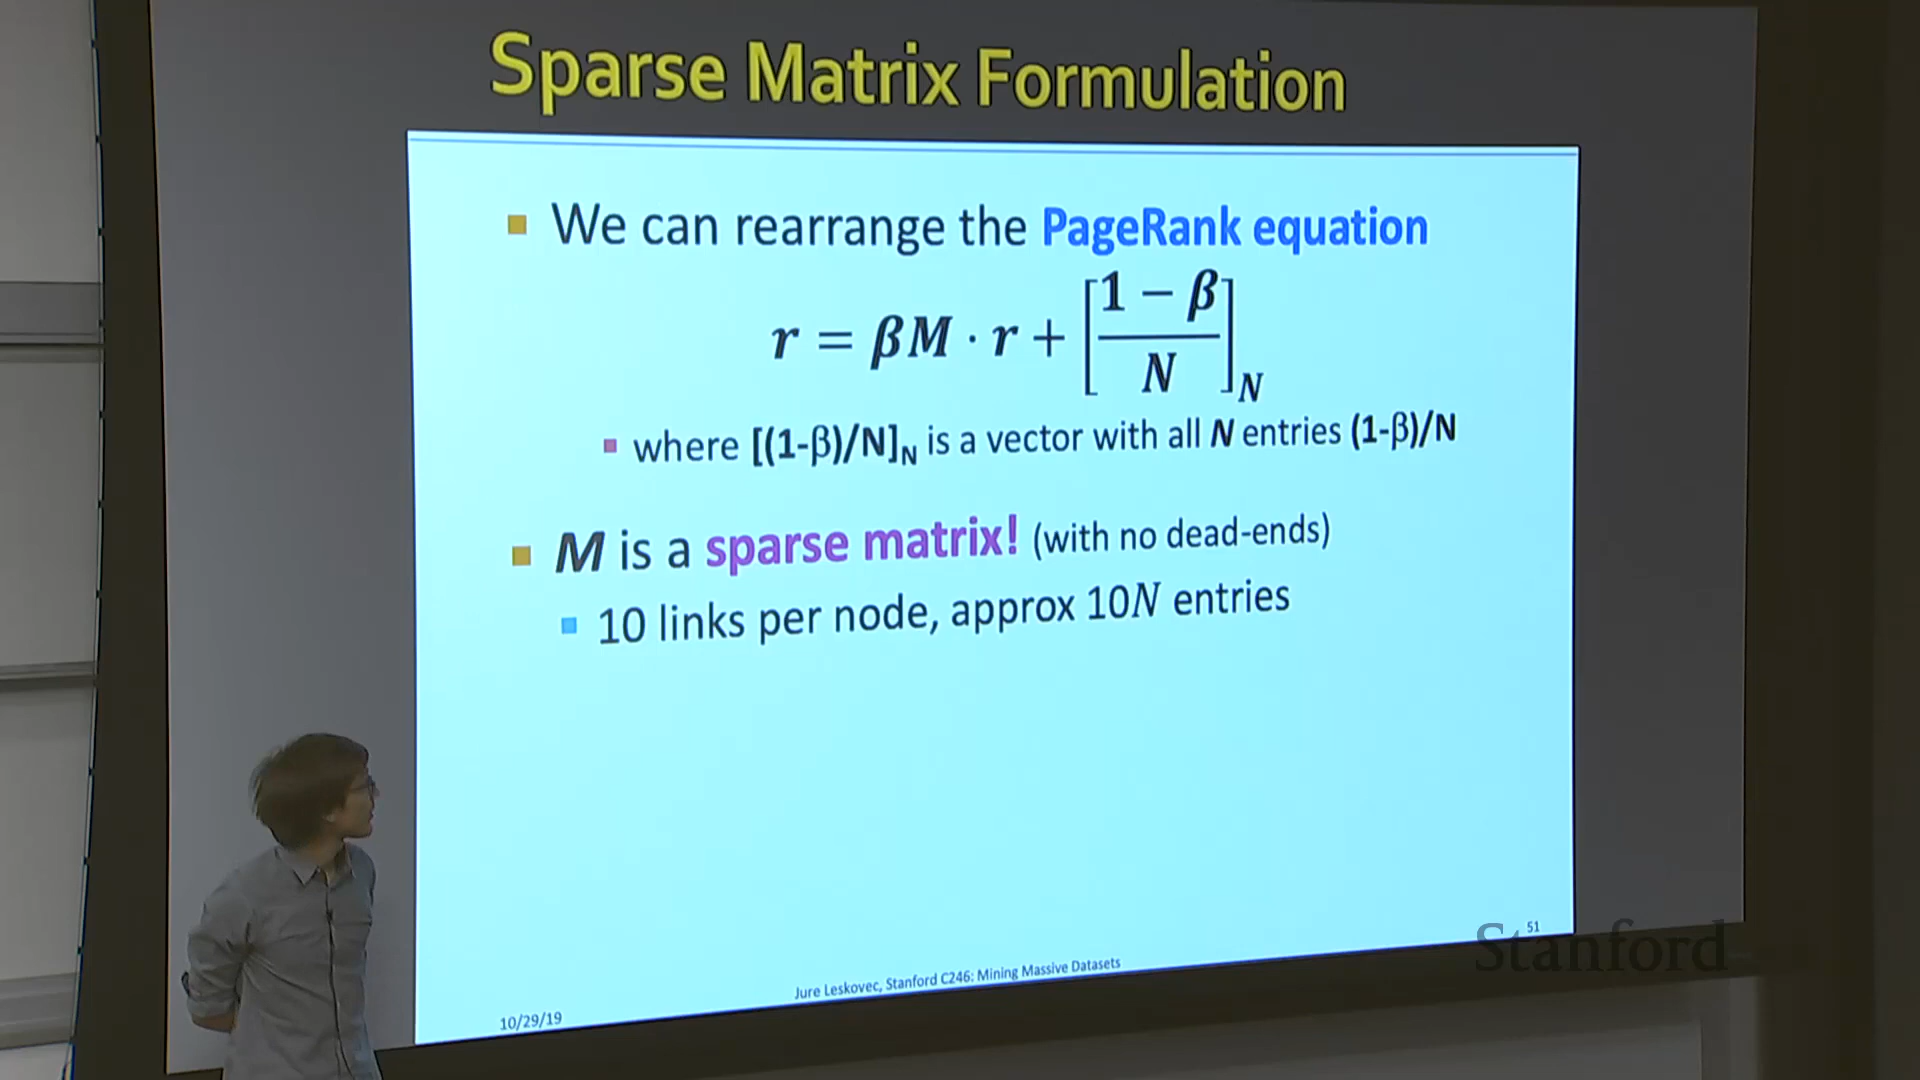 Sparse Matrix Formulation
We can rearrange the PageRank equation
r = βM · r + [(1 − β)/N]_N
where [(1-β)/N]N is a vector with all N entries (1-β)/N
M is a sparse matrix! (with no dead-ends)
10 links per node, approx 10N entries
51
Stanford
Jure Leskovec, Stanford C246: Mining Massive Datasets
10/29/19